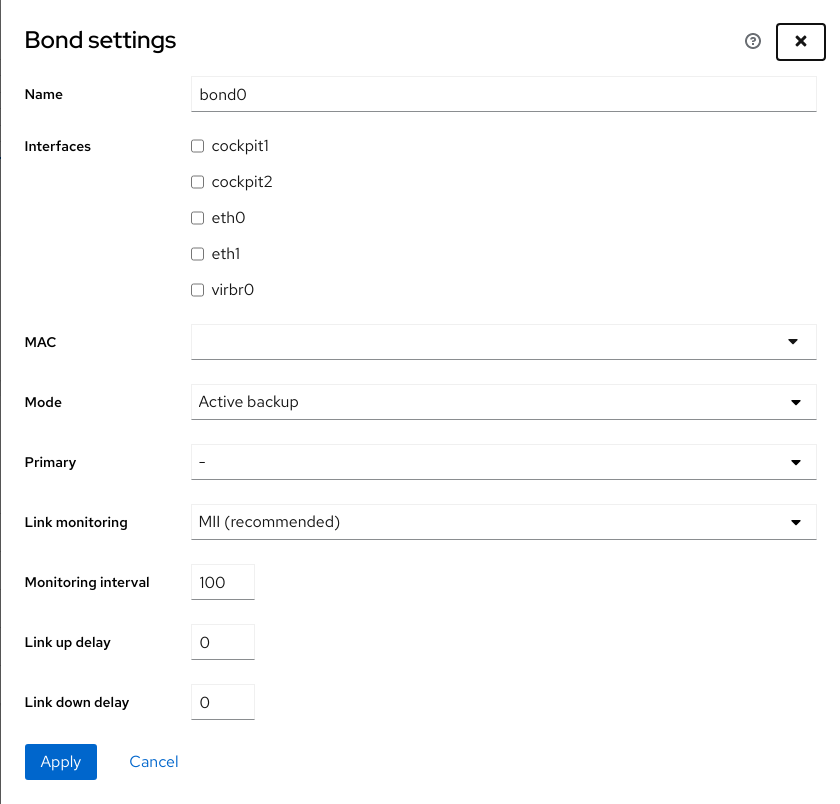 Bond settings
Name bond0
Interfaces cockpit1
cockpit2
eth0
eth1
virbr0
MAC
Mode Active backup
Primary -
Link monitoring MII (recommended)
Monitoring interval 100
Link up delay 0
Link down delay 0
Apply Cancel